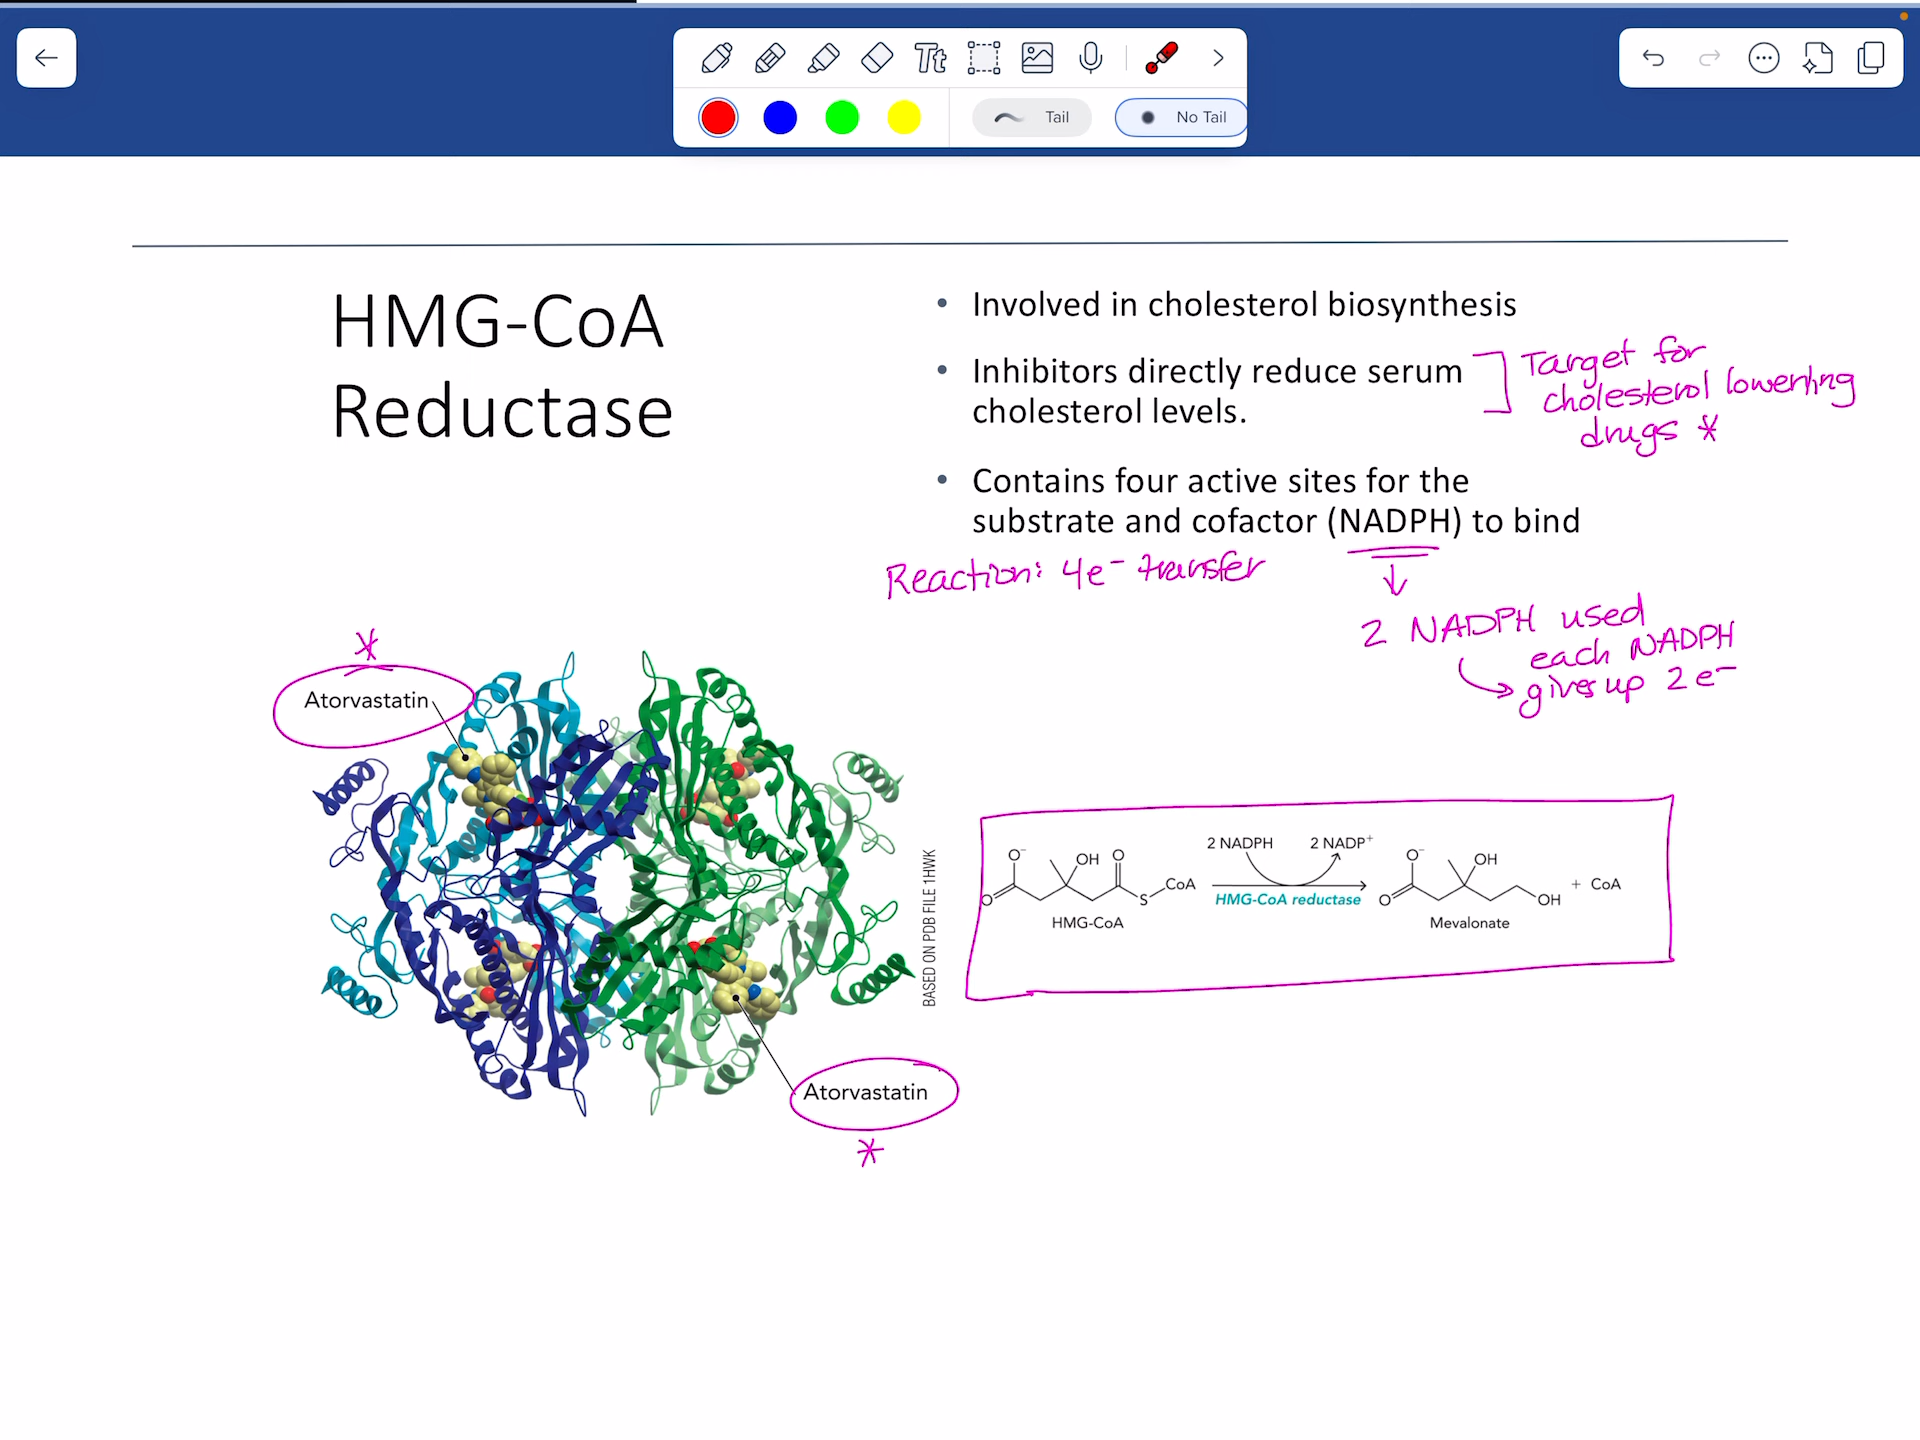 Tt
Tail
No Tail
HMG-CoA
Reductase
• Involved in cholesterol biosynthesis
• Inhibitors directly reduce serum
cholesterol levels.
Target for
cholesterol lowering
drugs *
• Contains four active sites for the
substrate and cofactor (NADPH) to bind
Reaction: 4e⁻ transfer
↓
2 NADPH used
each NADPH
gives up 2e⁻
*
Atorvastatin
Atorvastatin
*
BASED ON PDB FILE 1HWK
2 NADPH 2 NADP⁺
O⁻ OH O O⁻ OH
O S CoA HMG-CoA reductase O OH + CoA
HMG-CoA Mevalonate